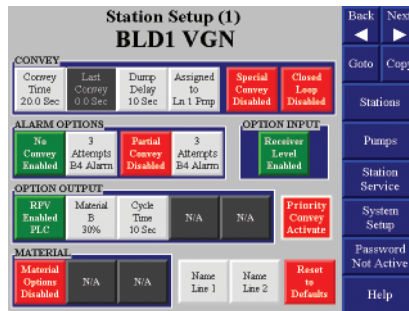 Station Setup (1)
BLD1 VGN
Back
Next
Goto
Copy
CONVEY
Convey
Time
20.0 Sec
Last
Convey
0.0 Sec
Dump
Delay
10 Sec
Assigned
to
Ln 1 Pmp
Special
Convey
Disabled
Closed
Loop
Disabled
Stations
ALARM OPTIONS
No
Convey
Enabled
3
Attempts
B4 Alarm
Partial
Convey
Disabled
3
Attempts
B4 Alarm
OPTION INPUT
Receiver
Level
Enabled
Pumps
Station
Service
OPTION OUTPUT
RPV
Enabled
PLC
Material
B
30%
Cycle
Time
10 Sec
N/A
N/A
Priority
Convey
Activate
System
Setup
MATERIAL
Material
Options
Disabled
N/A
N/A
Name
Line 1
Name
Line 2
Reset
to
Defaults
Password
Not Active
Help